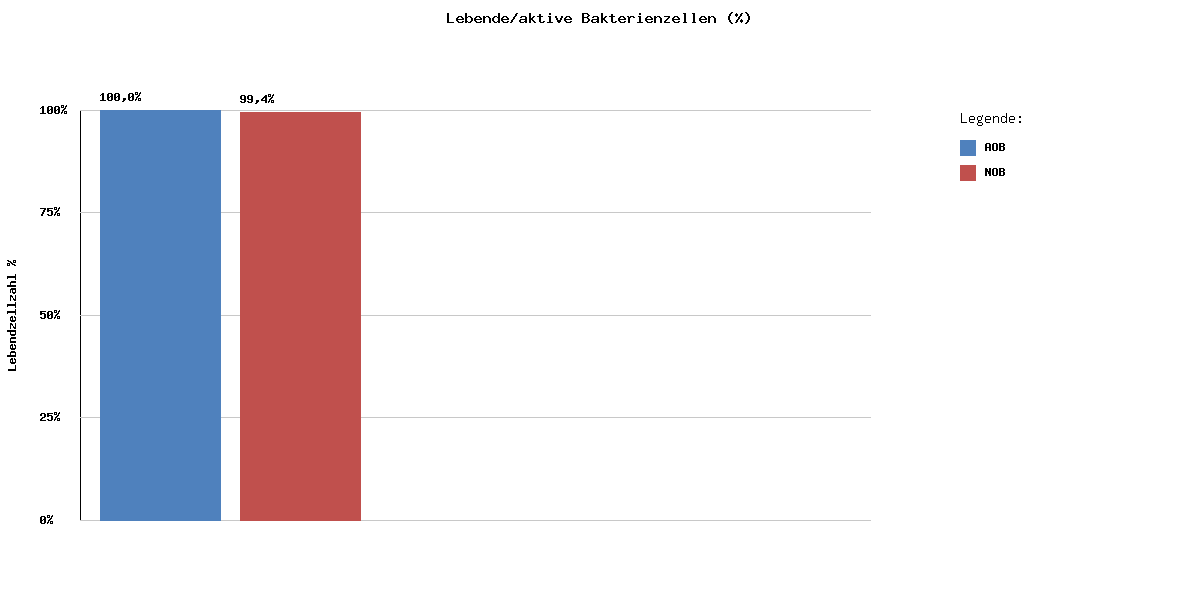 Lebende/aktive Bakterienzellen (%)
100,0%
99,4%
100%
75%
50%
25%
0%
Lebendzellzahl %
Legende:
AOB
NOB